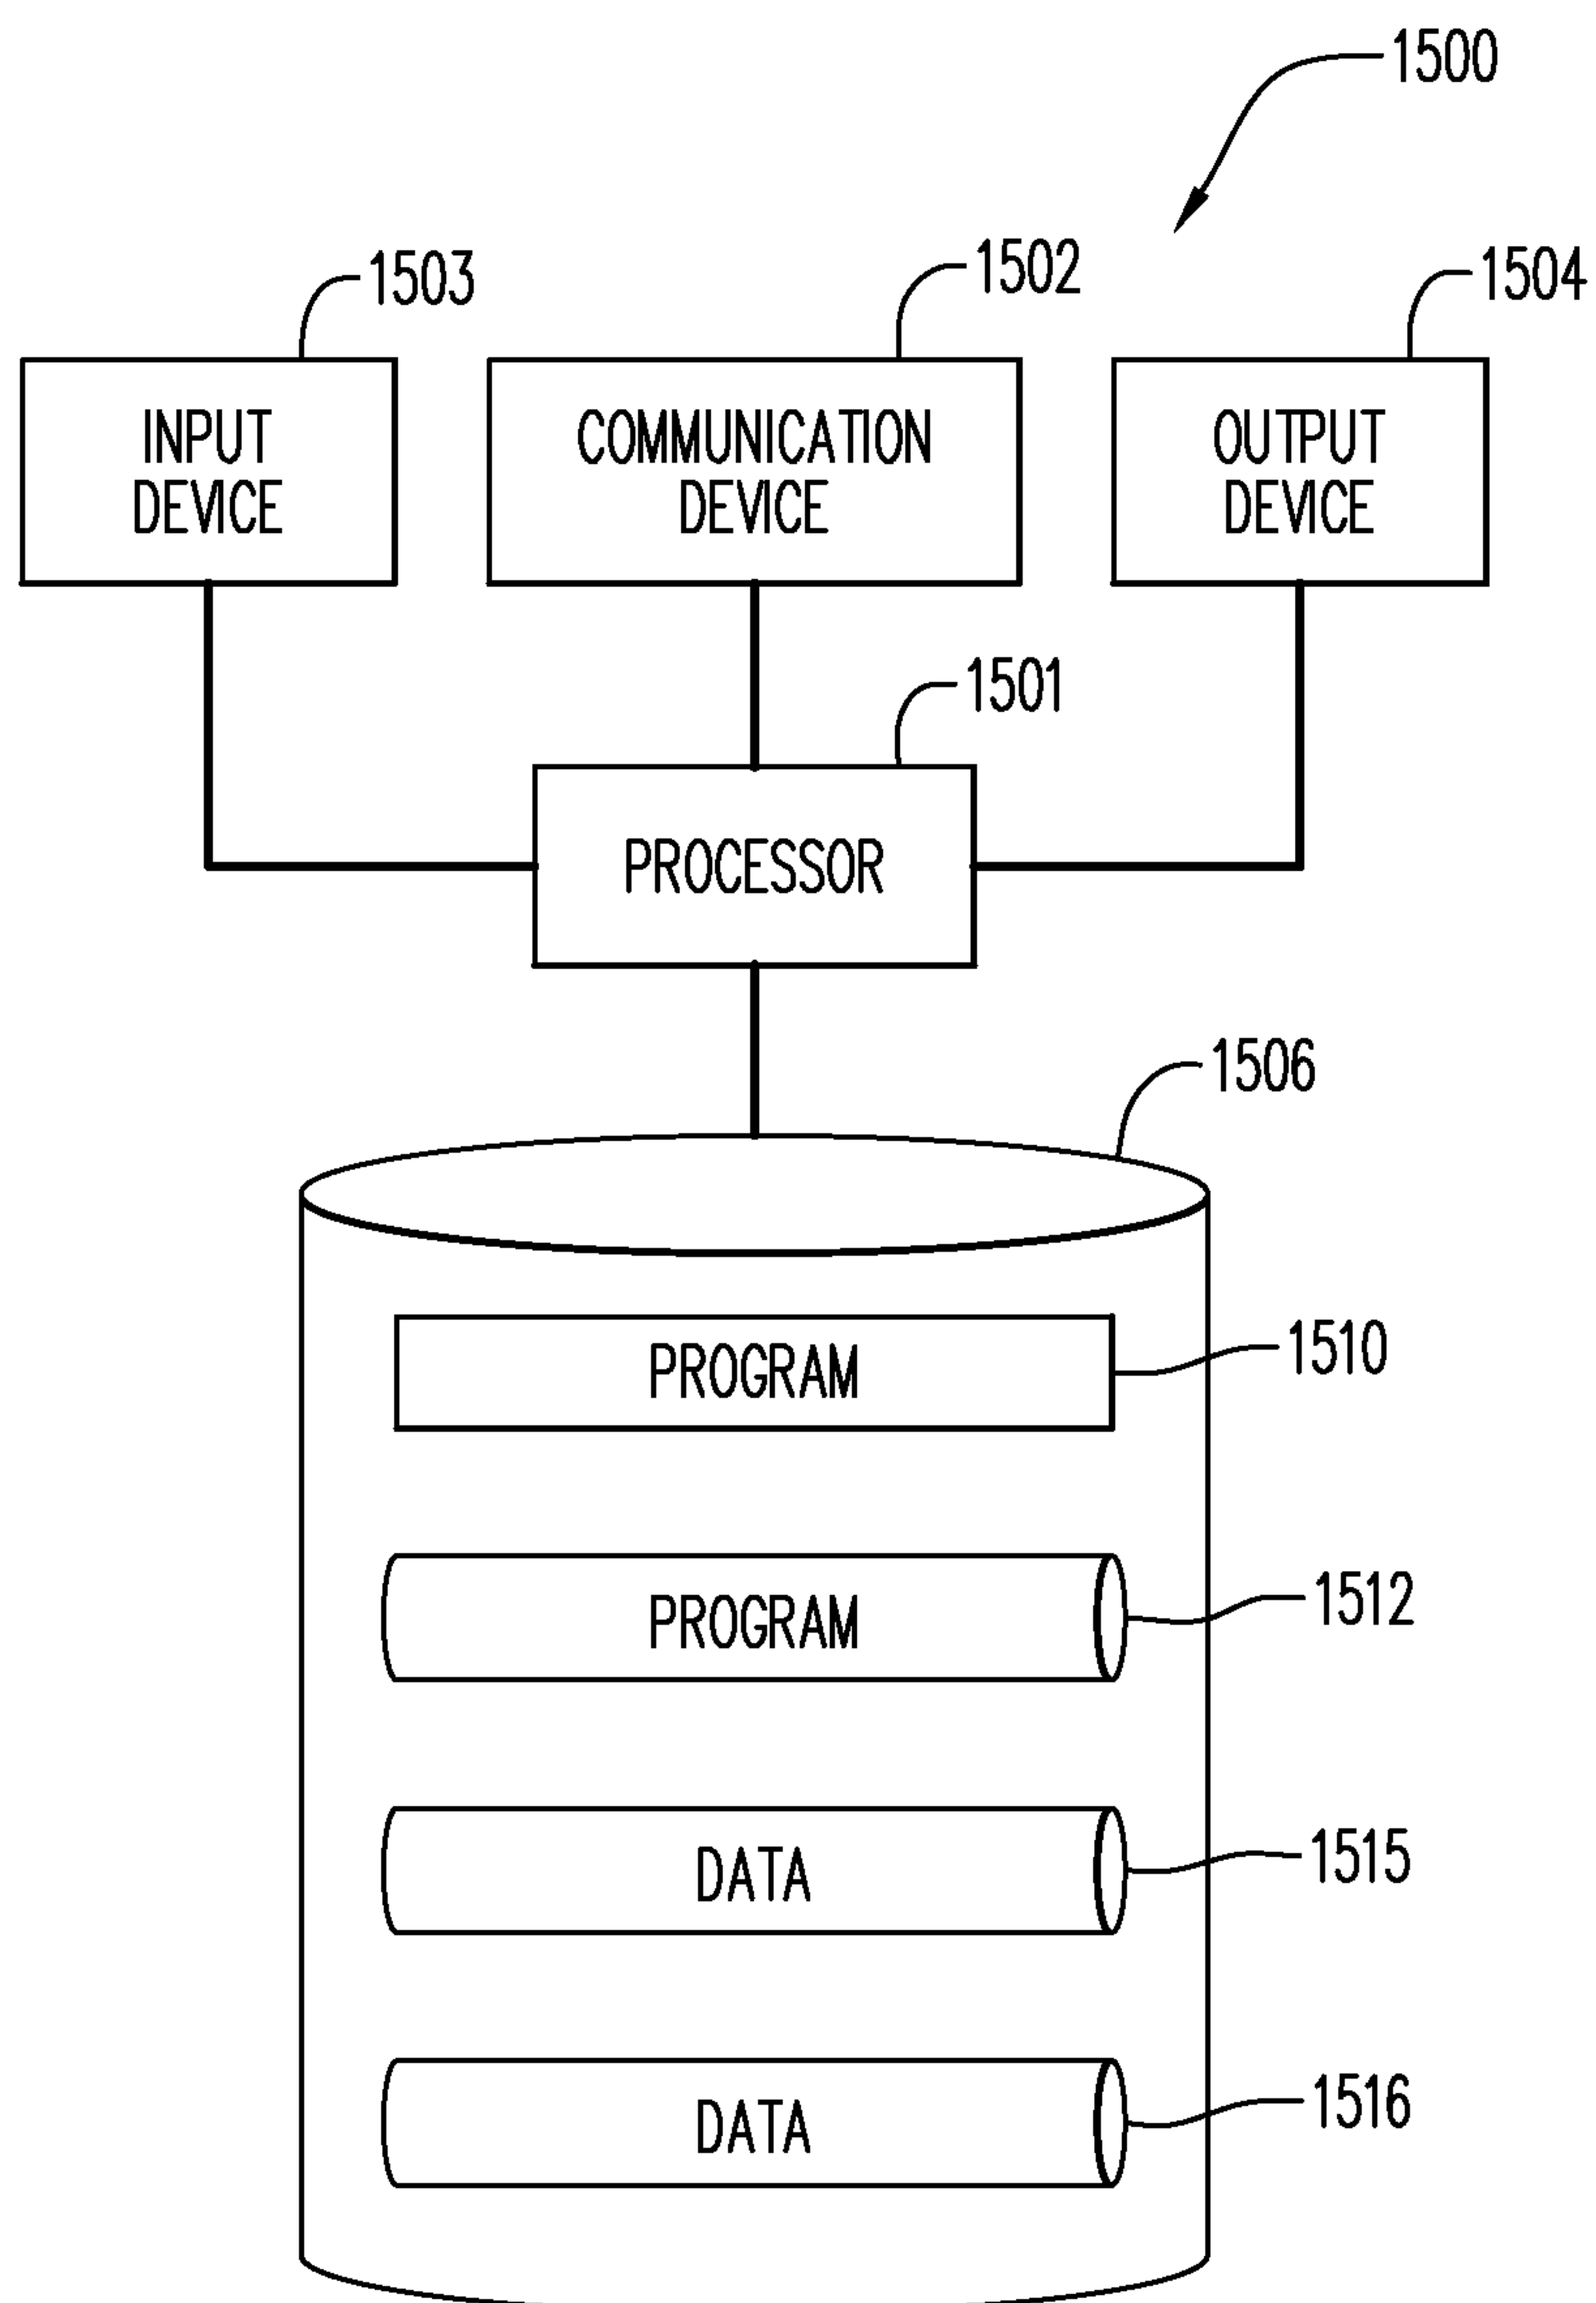 1500
1503
1502
1504
INPUT
DEVICE
COMMUNICATION
DEVICE
OUTPUT
DEVICE
1501
PROCESSOR
1506
PROGRAM
1510
PROGRAM
1512
DATA
1515
DATA
1516